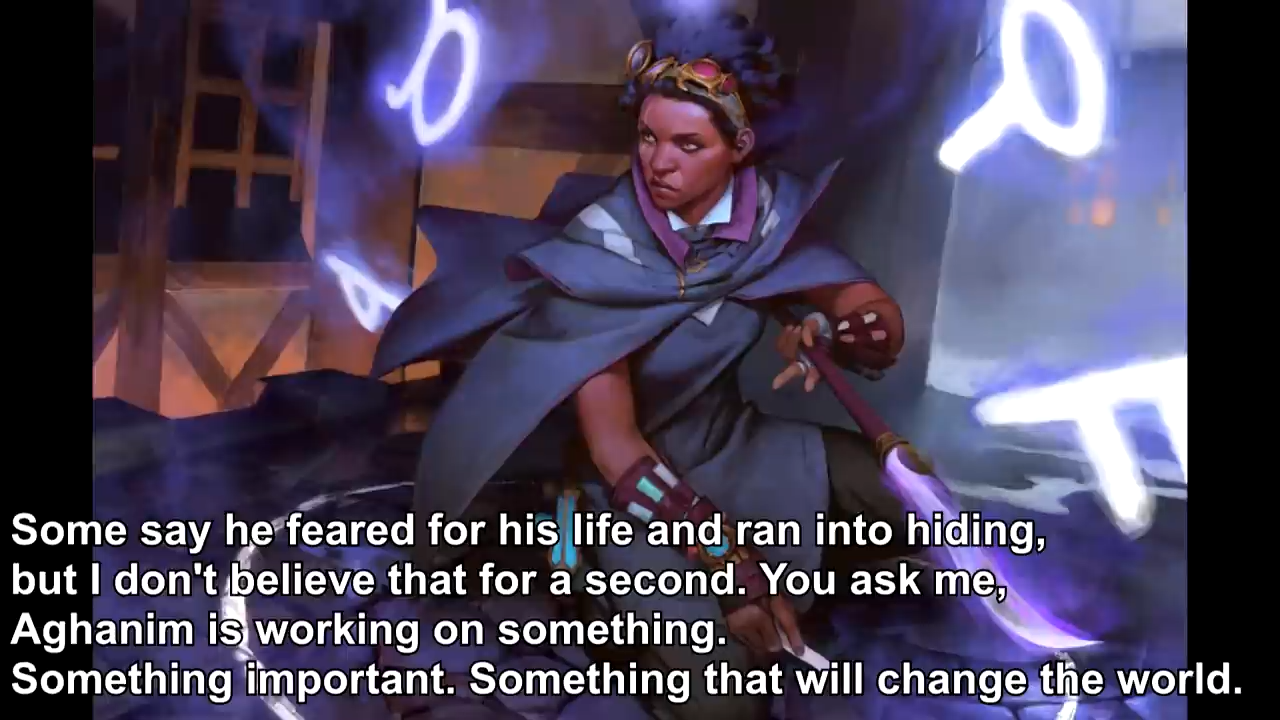 Some say he feared for his life and ran into hiding,
but I don't believe that for a second. You ask me,
Aghanim is working on something.
Something important. Something that will change the world.